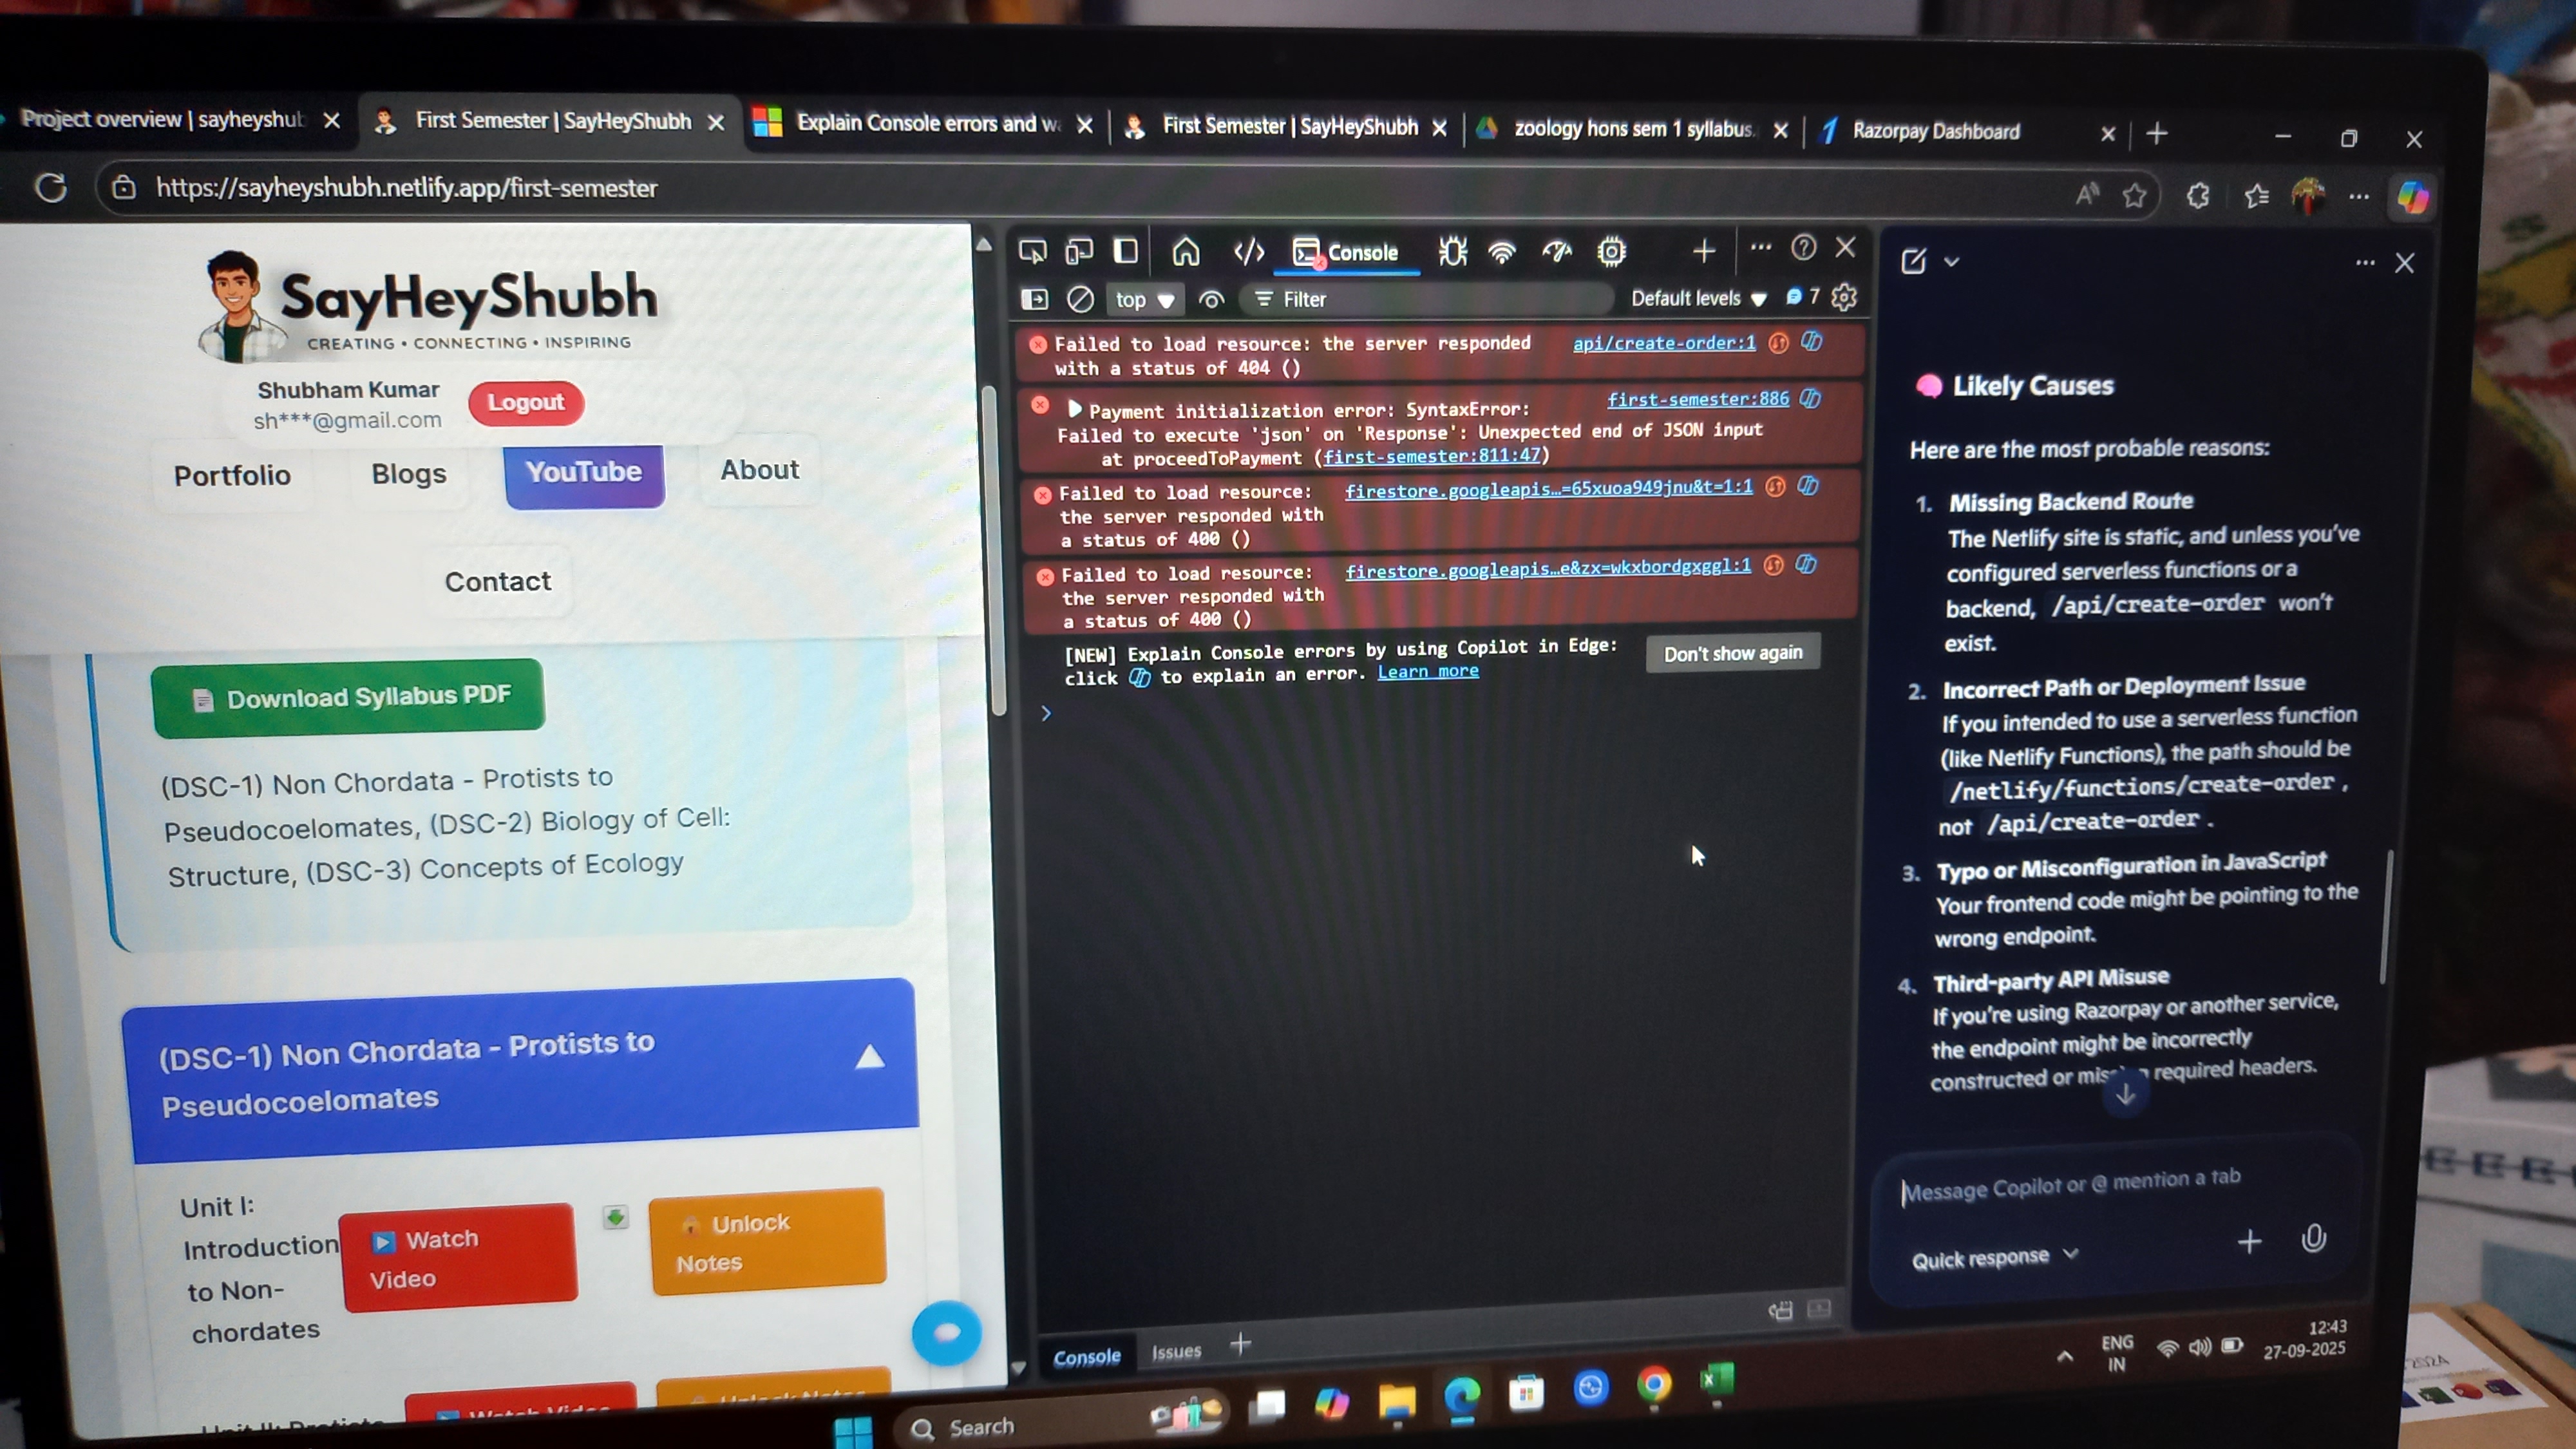 Project overview | sayheyshub
First Semester | SayHeyShubh
Explain Console errors and wa
First Semester | SayHeyShubh
zoology hons sem 1 syllabus.
Razorpay Dashboard
https://sayheyshubh.netlify.app/first-semester
SayHeyShubh
CREATING • CONNECTING • INSPIRING
Shubham Kumar
sh***@gmail.com
Logout
Portfolio
Blogs
YouTube
About
Contact
Download Syllabus PDF
(DSC-1) Non Chordata - Protists to
Pseudocoelomates, (DSC-2) Biology of Cell:
Structure, (DSC-3) Concepts of Ecology
(DSC-1) Non Chordata - Protists to
Pseudocoelomates
Unit I:
Introduction
to Non-
chordates
Watch
Video
Unlock
Notes
Console
top
Filter
Default levels
7
Failed to load resource: the server responded
with a status of 404 ()
api/create-order:1
Payment initialization error: SyntaxError:
first-semester:886
Failed to execute 'json' on 'Response': Unexpected end of JSON input
at proceedToPayment (first-semester:811:47)
Failed to load resource:
the server responded with
a status of 400 ()
firestore.googleapis…=65xuoa949jnu&t=1:1
Failed to load resource:
the server responded with
a status of 400 ()
firestore.googleapis…e&zx=wkxbordgxggl:1
[NEW] Explain Console errors by using Copilot in Edge:
click to explain an error. Learn more
Don't show again
Console
Issues
Likely Causes
Here are the most probable reasons:
1. Missing Backend Route
The Netlify site is static, and unless you've
configured serverless functions or a
backend, /api/create-order won't
exist.
2. Incorrect Path or Deployment Issue
If you intended to use a serverless function
(like Netlify Functions), the path should be
/netlify/functions/create-order ,
not /api/create-order .
3. Typo or Misconfiguration in JavaScript
Your frontend code might be pointing to the
wrong endpoint.
4. Third-party API Misuse
If you're using Razorpay or another service,
the endpoint might be incorrectly
constructed or required headers.
Message Copilot or @ mention a tab
Quick response
Search
ENG
IN
12:43
27-09-2025